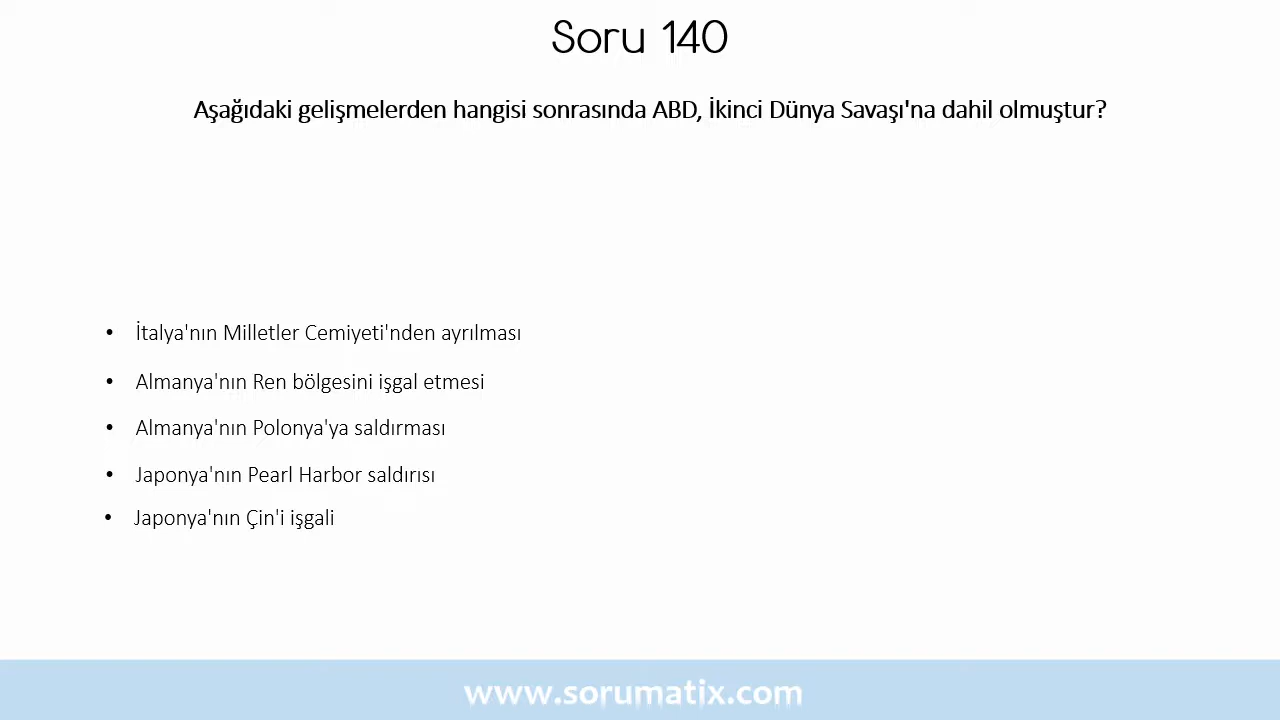 Soru 140
Aşağıdaki gelişmelerden hangisi sonrasında ABD, İkinci Dünya Savaşı'na dahil olmuştur?
• İtalya'nın Milletler Cemiyeti'nden ayrılması
• Almanya'nın Ren bölgesini işgal etmesi
• Almanya'nın Polonya'ya saldırması
• Japonya'nın Pearl Harbor saldırısı
• Japonya'nın Çin'i işgali
www.sorumatix.com